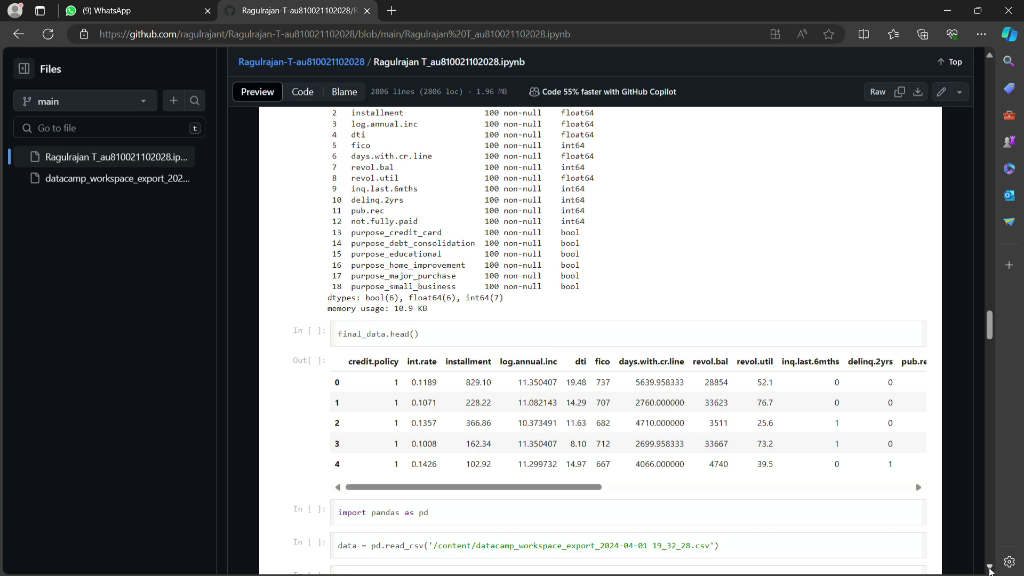 (9) WhatsApp
Ragulrajan-T-au810021102028/F
https://github.com/ragulrajant/Ragulrajan-T-au810021102028/blob/main/Ragulrajan%20T_au810021102028.ipynb
Files
main
Go to file
t
Ragulrajan T_au810021102028.ip...
datacamp_workspace_export_202...
Ragulrajan-T-au810021102028 / Ragulrajan T_au810021102028.ipynb
Top
Preview Code Blame 2806 lines (2806 loc) · 1.96 MB Code 55% faster with GitHub Copilot Raw
2 installment 100 non-null float64
3 log.annual.inc 100 non-null float64
4 dti 100 non-null float64
5 fico 100 non-null int64
6 days.with.cr.line 100 non-null float64
7 revol.bal 100 non-null int64
8 revol.util 100 non-null float64
9 inq.last.6mths 100 non-null int64
10 delinq.2yrs 100 non-null int64
11 pub.rec 100 non-null int64
12 not.fully.paid 100 non-null int64
13 purpose_credit_card 100 non-null bool
14 purpose_debt_consolidation 100 non-null bool
15 purpose_educational 100 non-null bool
16 purpose_home_improvement 100 non-null bool
17 purpose_major_purchase 100 non-null bool
18 purpose_small_business 100 non-null bool
dtypes: bool(6), float64(6), int64(7)
memory usage: 10.9 KB
In [ ]: final_data.head()
Out[ ]: credit.policy int.rate installment log.annual.inc dti fico days.with.cr.line revol.bal revol.util inq.last.6mths delinq.2yrs pub.re
0 1 0.1189 829.10 11.350407 19.48 737 5639.958333 28854 52.1 0 0
1 1 0.1071 228.22 11.082143 14.29 707 2760.000000 33623 76.7 0 0
2 1 0.1357 366.86 10.373491 11.63 682 4710.000000 3511 25.6 1 0
3 1 0.1008 162.34 11.350407 8.10 712 2699.958333 33667 73.2 1 0
4 1 0.1426 102.92 11.299732 14.97 667 4066.000000 4740 39.5 0 1
In [ ]: import pandas as pd
In [ ]: data = pd.read_csv('/content/datacamp_workspace_export_2024-04-01 19_32_28.csv')